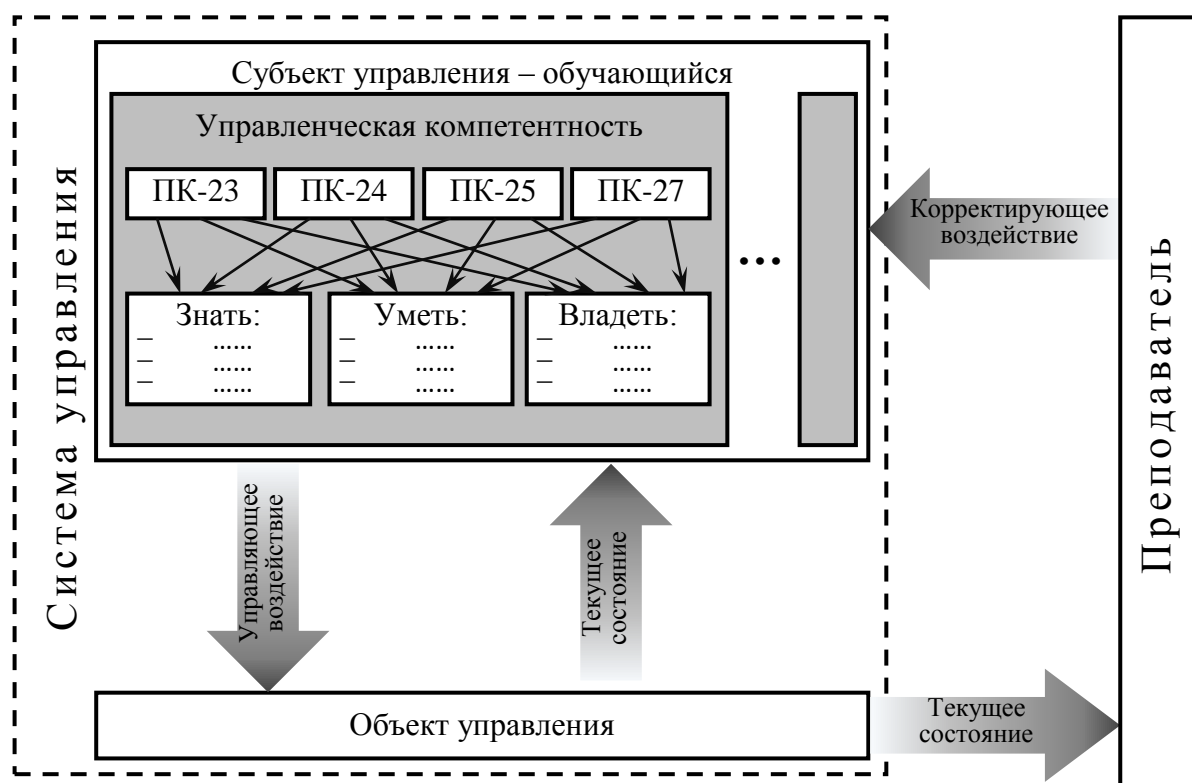 Система управления
Субъект управления – обучающийся
Управленческая компетентность
ПК-23
ПК-24
ПК-25
ПК-27
...
Знать:
– ......
– ......
– ......
Уметь:
– ......
– ......
– ......
Владеть:
– ......
– ......
– ......
Корректирующее
воздействие
Преподаватель
Управляющее
воздействие
Текущее
состояние
Объект управления
Текущее
состояние